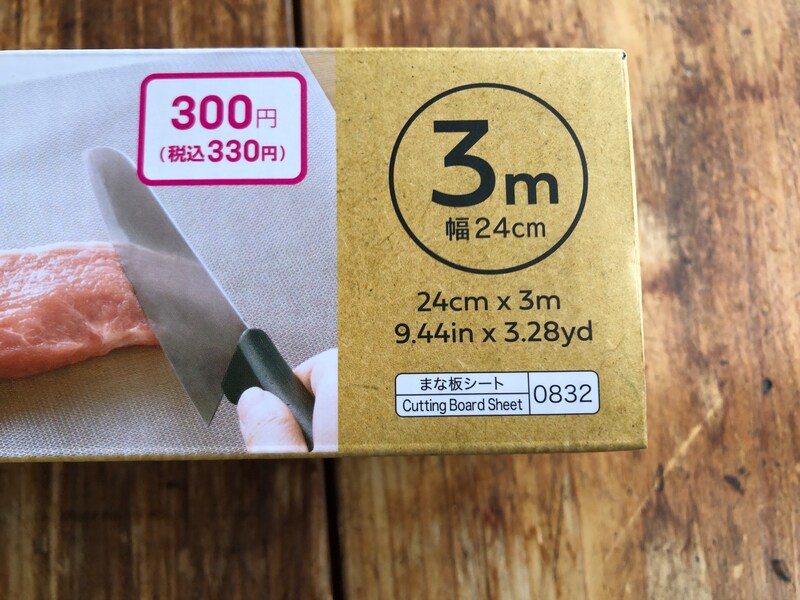 300円
(税込330円)
3m
幅24cm
24cm x 3m
9.44in x 3.28yd
まな板シート
Cutting Board Sheet
0832